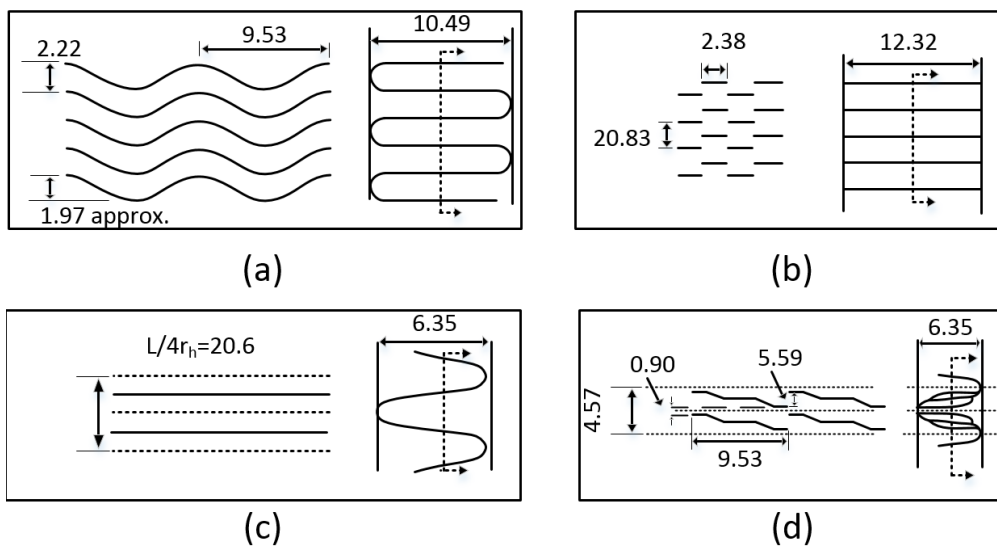 2.22
9.53
10.49
1.97 approx.
(a)
2.38
12.32
20.83
(b)
L/4rh=20.6
6.35
(c)
0.90
5.59
6.35
4.57
9.53
(d)